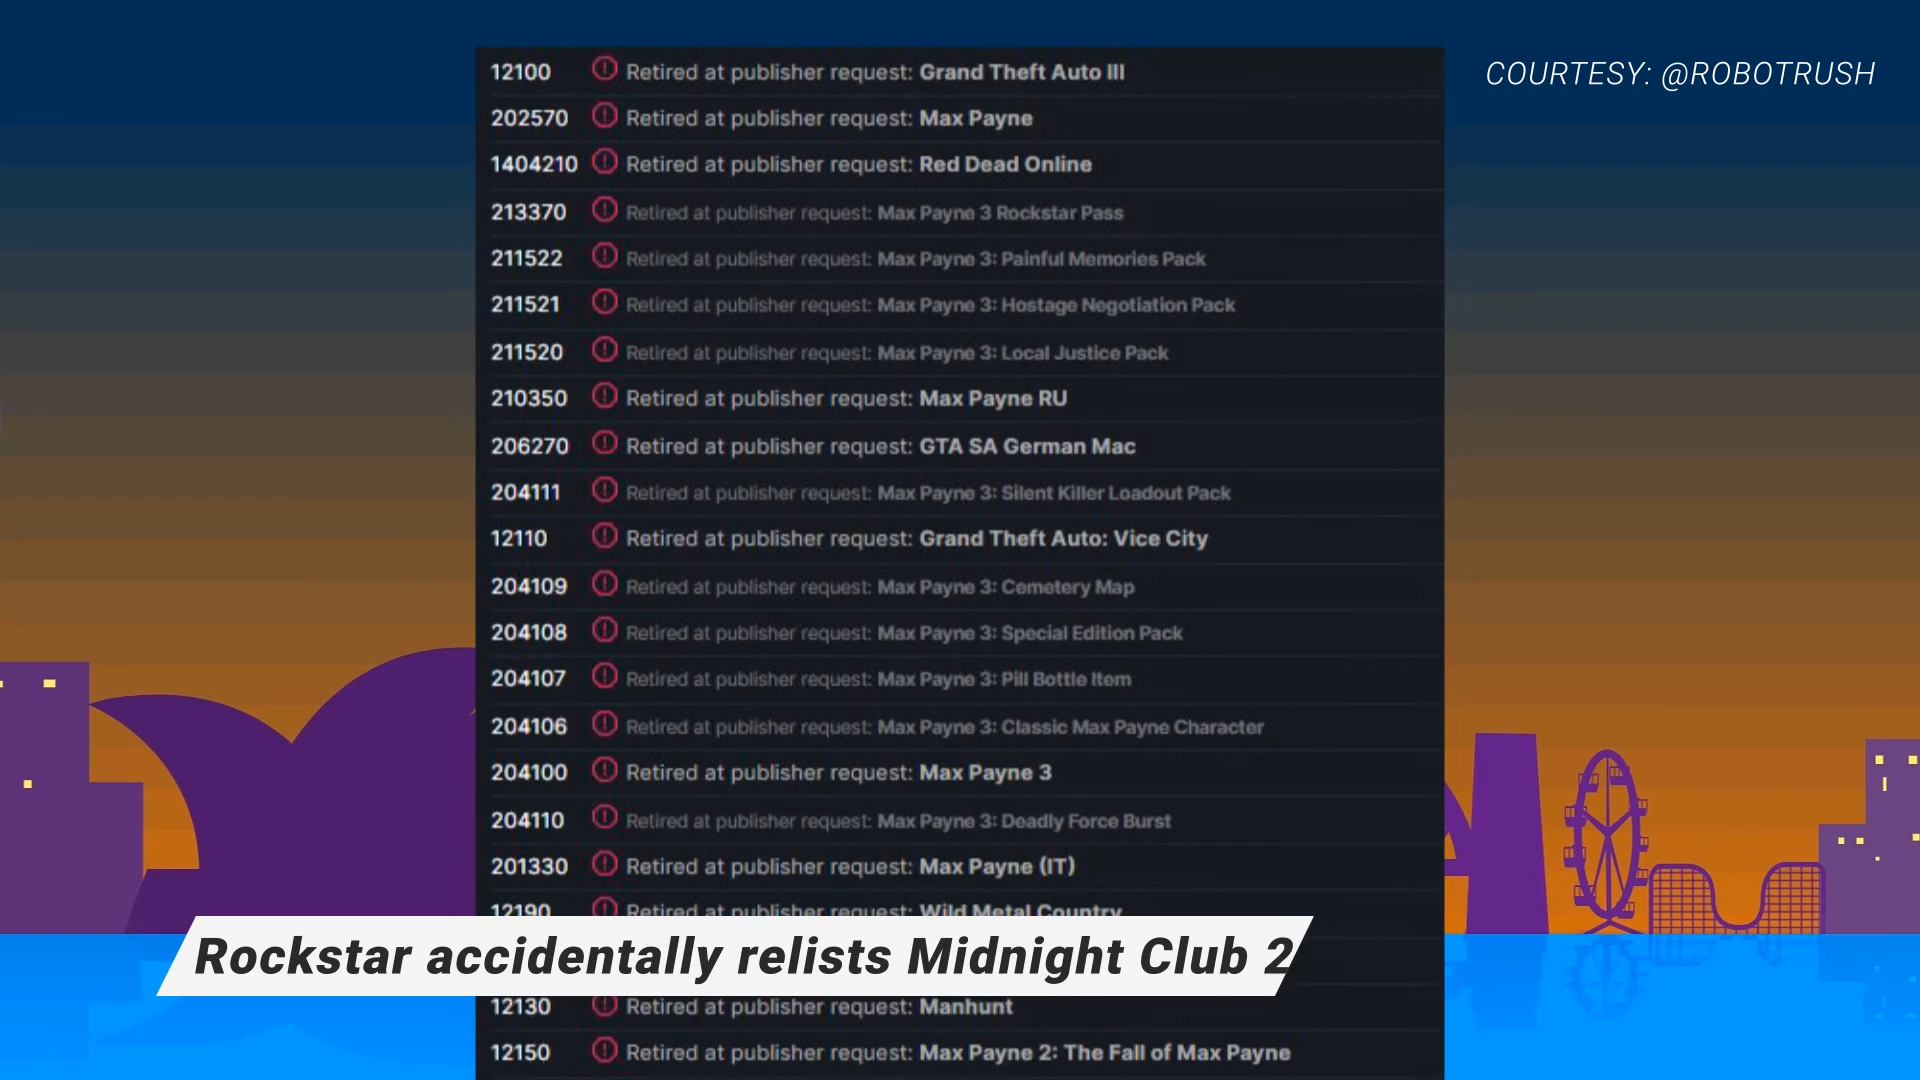 COURTESY: @ROBOTRUSH
12100 Retired at publisher request: Grand Theft Auto III
202570 Retired at publisher request: Max Payne
1404210 Retired at publisher request: Red Dead Online
213370 Retired at publisher request: Max Payne 3 Rockstar Pass
211522 Retired at publisher request: Max Payne 3: Painful Memories Pack
211521 Retired at publisher request: Max Payne 3: Hostage Negotiation Pack
211520 Retired at publisher request: Max Payne 3: Local Justice Pack
210350 Retired at publisher request: Max Payne RU
206270 Retired at publisher request: GTA SA German Mac
204111 Retired at publisher request: Max Payne 3: Silent Killer Loadout Pack
12110 Retired at publisher request: Grand Theft Auto: Vice City
204109 Retired at publisher request: Max Payne 3: Cemetery Map
204108 Retired at publisher request: Max Payne 3: Special Edition Pack
204107 Retired at publisher request: Max Payne 3: Pill Bottle Item
204106 Retired at publisher request: Max Payne 3: Classic Max Payne Character
204100 Retired at publisher request: Max Payne 3
204110 Retired at publisher request: Max Payne 3: Deadly Force Burst
201330 Retired at publisher request: Max Payne (IT)
12190 Retired at publisher request: Wild Metal Country
Rockstar accidentally relists Midnight Club 2
12130 Retired at publisher request: Manhunt
12150 Retired at publisher request: Max Payne 2: The Fall of Max Payne